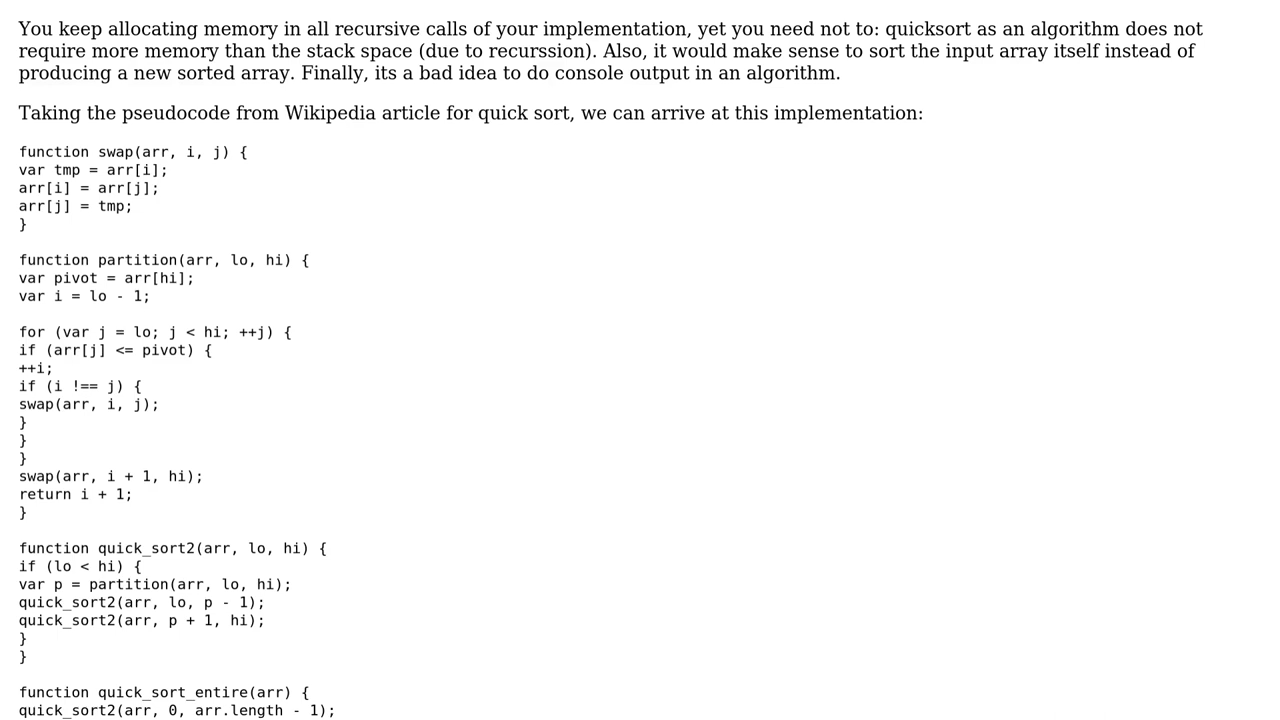 You keep allocating memory in all recursive calls of your implementation, yet you need not to: quicksort as an algorithm does not
require more memory than the stack space (due to recurssion). Also, it would make sense to sort the input array itself instead of
producing a new sorted array. Finally, its a bad idea to do console output in an algorithm.
Taking the pseudocode from Wikipedia article for quick sort, we can arrive at this implementation:
function swap(arr, i, j) {
var tmp = arr[i];
arr[i] = arr[j];
arr[j] = tmp;
}
function partition(arr, lo, hi) {
var pivot = arr[hi];
var i = lo - 1;
for (var j = lo; j < hi; ++j) {
if (arr[j] <= pivot) {
++i;
if (i !== j) {
swap(arr, i, j);
}
}
}
swap(arr, i + 1, hi);
return i + 1;
}
function quick_sort2(arr, lo, hi) {
if (lo < hi) {
var p = partition(arr, lo, hi);
quick_sort2(arr, lo, p - 1);
quick_sort2(arr, p + 1, hi);
}
}
function quick_sort_entire(arr) {
quick_sort2(arr, 0, arr.length - 1);